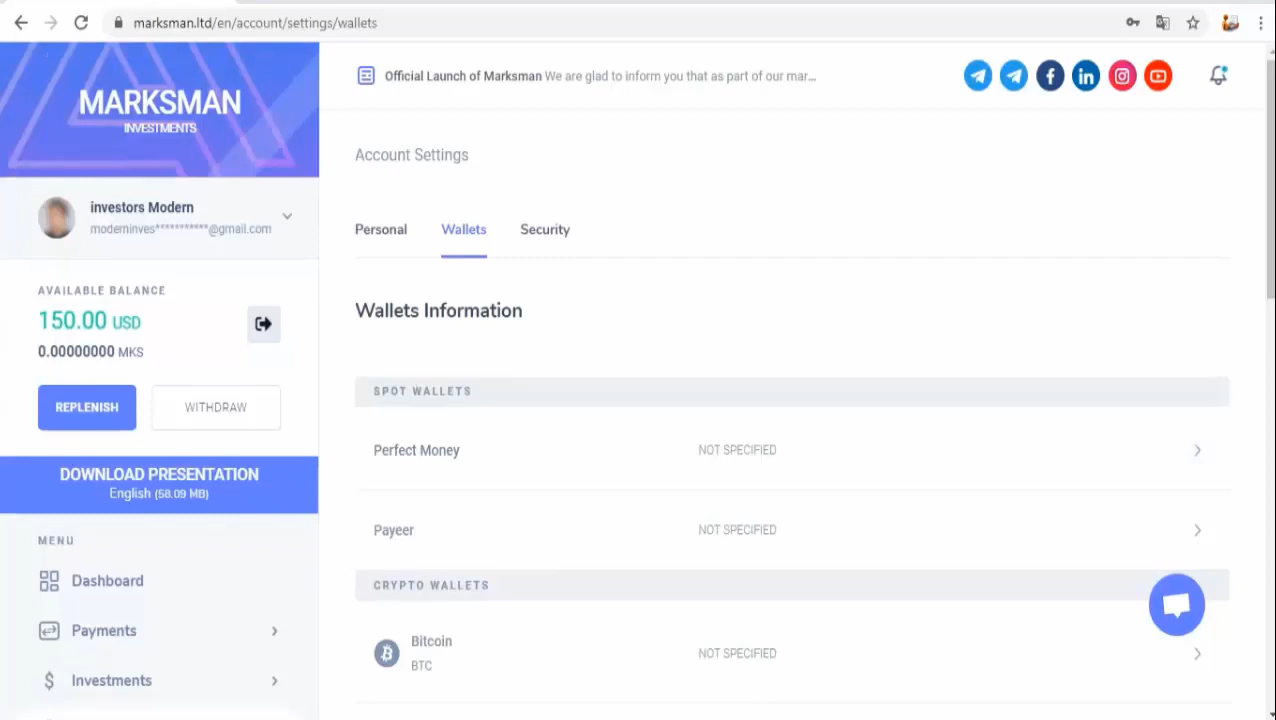 marksman.ltd/en/account/settings/wallets
MARKSMAN
INVESTMENTS
investors Modern
moderninves***********@gmail.com
AVAILABLE BALANCE
150.00 USD
0.00000000 MKS
REPLENISH
WITHDRAW
DOWNLOAD PRESENTATION
English (58.09 MB)
MENU
Dashboard
Payments
Investments
Official Launch of Marksman We are glad to inform you that as part of our mar...
Account Settings
Personal
Wallets
Security
Wallets Information
SPOT WALLETS
Perfect Money
NOT SPECIFIED
Payeer
NOT SPECIFIED
CRYPTO WALLETS
Bitcoin
BTC
NOT SPECIFIED